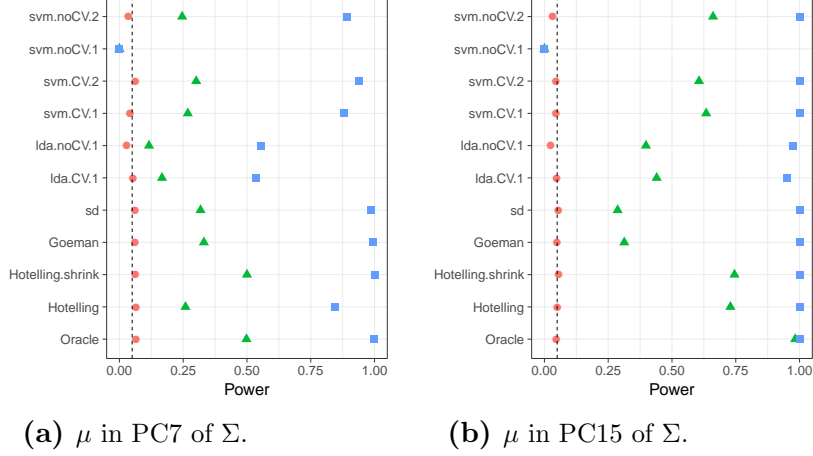 svm.noCV.2
svm.noCV.1
svm.CV.2
svm.CV.1
lda.noCV.1
lda.CV.1
sd
Goeman
Hotelling.shrink
Hotelling
Oracle
0.00 0.25 0.50 0.75 1.00
Power
(a) μ in PC7 of Σ.
svm.noCV.2
svm.noCV.1
svm.CV.2
svm.CV.1
lda.noCV.1
lda.CV.1
sd
Goeman
Hotelling.shrink
Hotelling
Oracle
0.00 0.25 0.50 0.75 1.00
Power
(b) μ in PC15 of Σ.